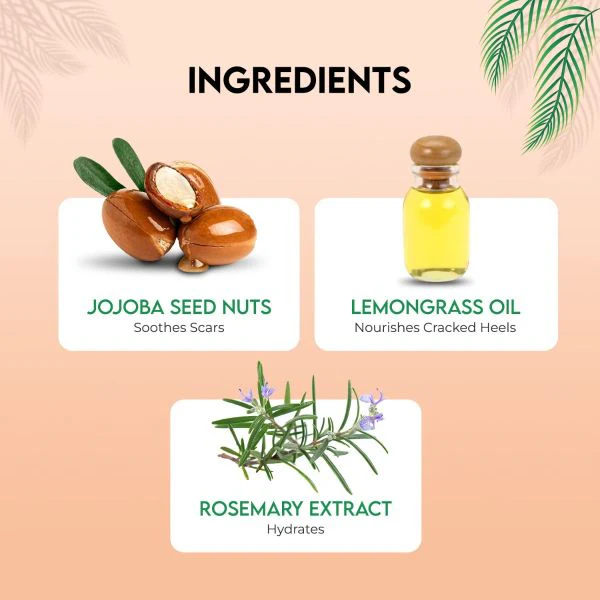 INGREDIENTS
JOJOBA SEED NUTS
Soothes Scars
LEMONGRASS OIL
Nourishes Cracked Heels
ROSEMARY EXTRACT
Hydrates